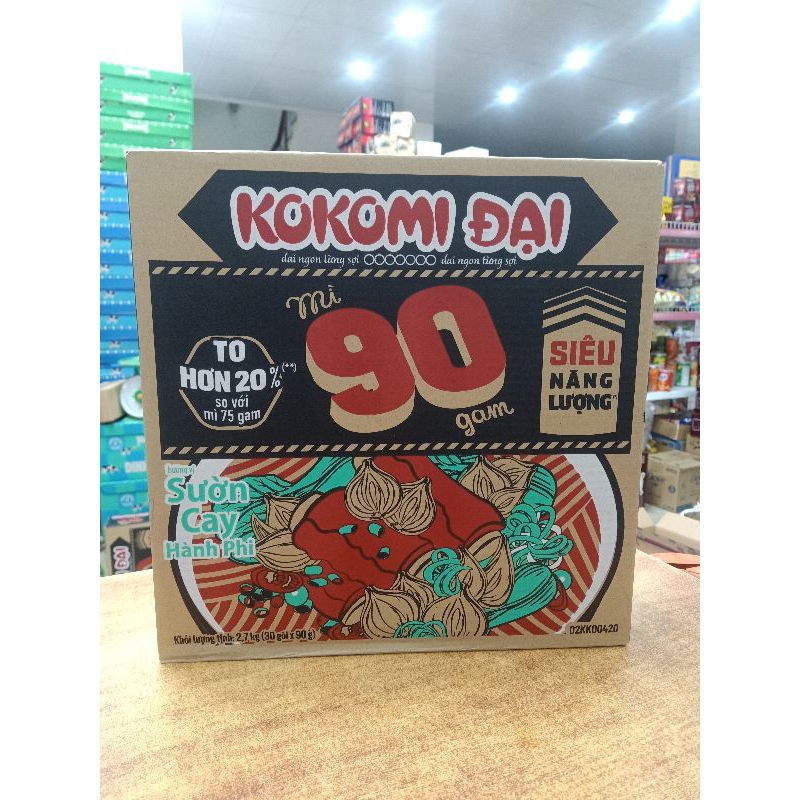 KOKOMI ĐẠI
dai ngon từng sợi dai ngon từng sợi
mì
90
gam
TO
HƠN 20%(**)
so với
mì 75 gam
SIÊU
NĂNG
LƯỢNG(*)
hương vị
Sườn
Cay
Hành Phi
Khối lượng tịnh: 2,7 kg (30 gói x 90 g)
02KK00420